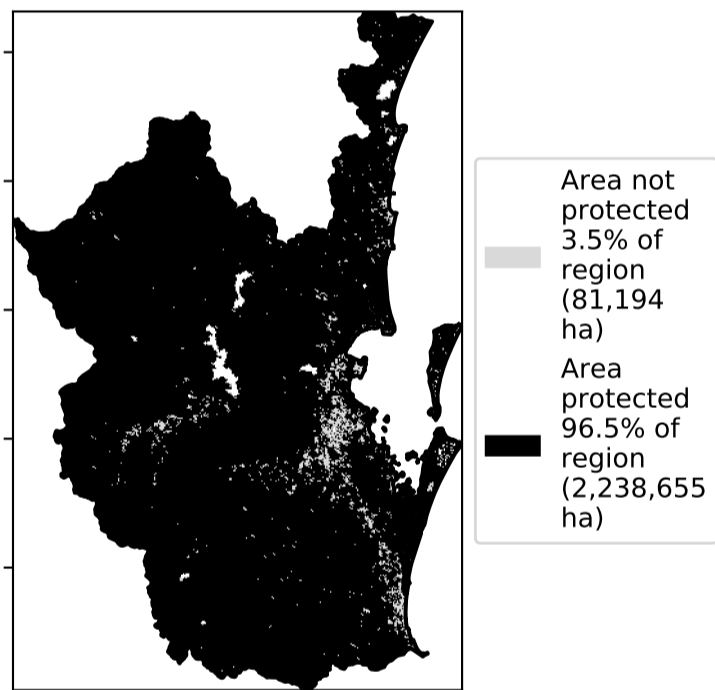 Area not
protected
3.5% of
region
(81,194
ha)
Area
protected
96.5% of
region
(2,238,655
ha)